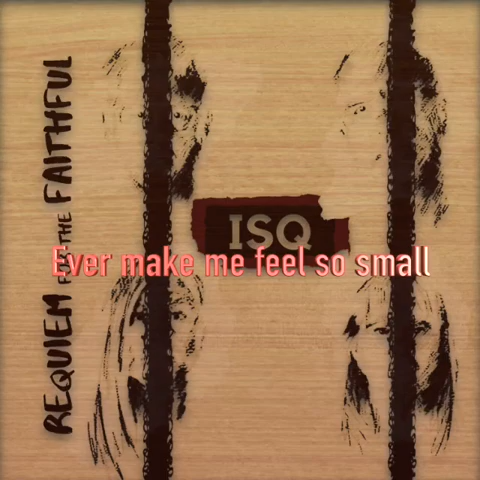 REQUIEM FOR THE FAITHFUL
ISQ
Ever make me feel so small